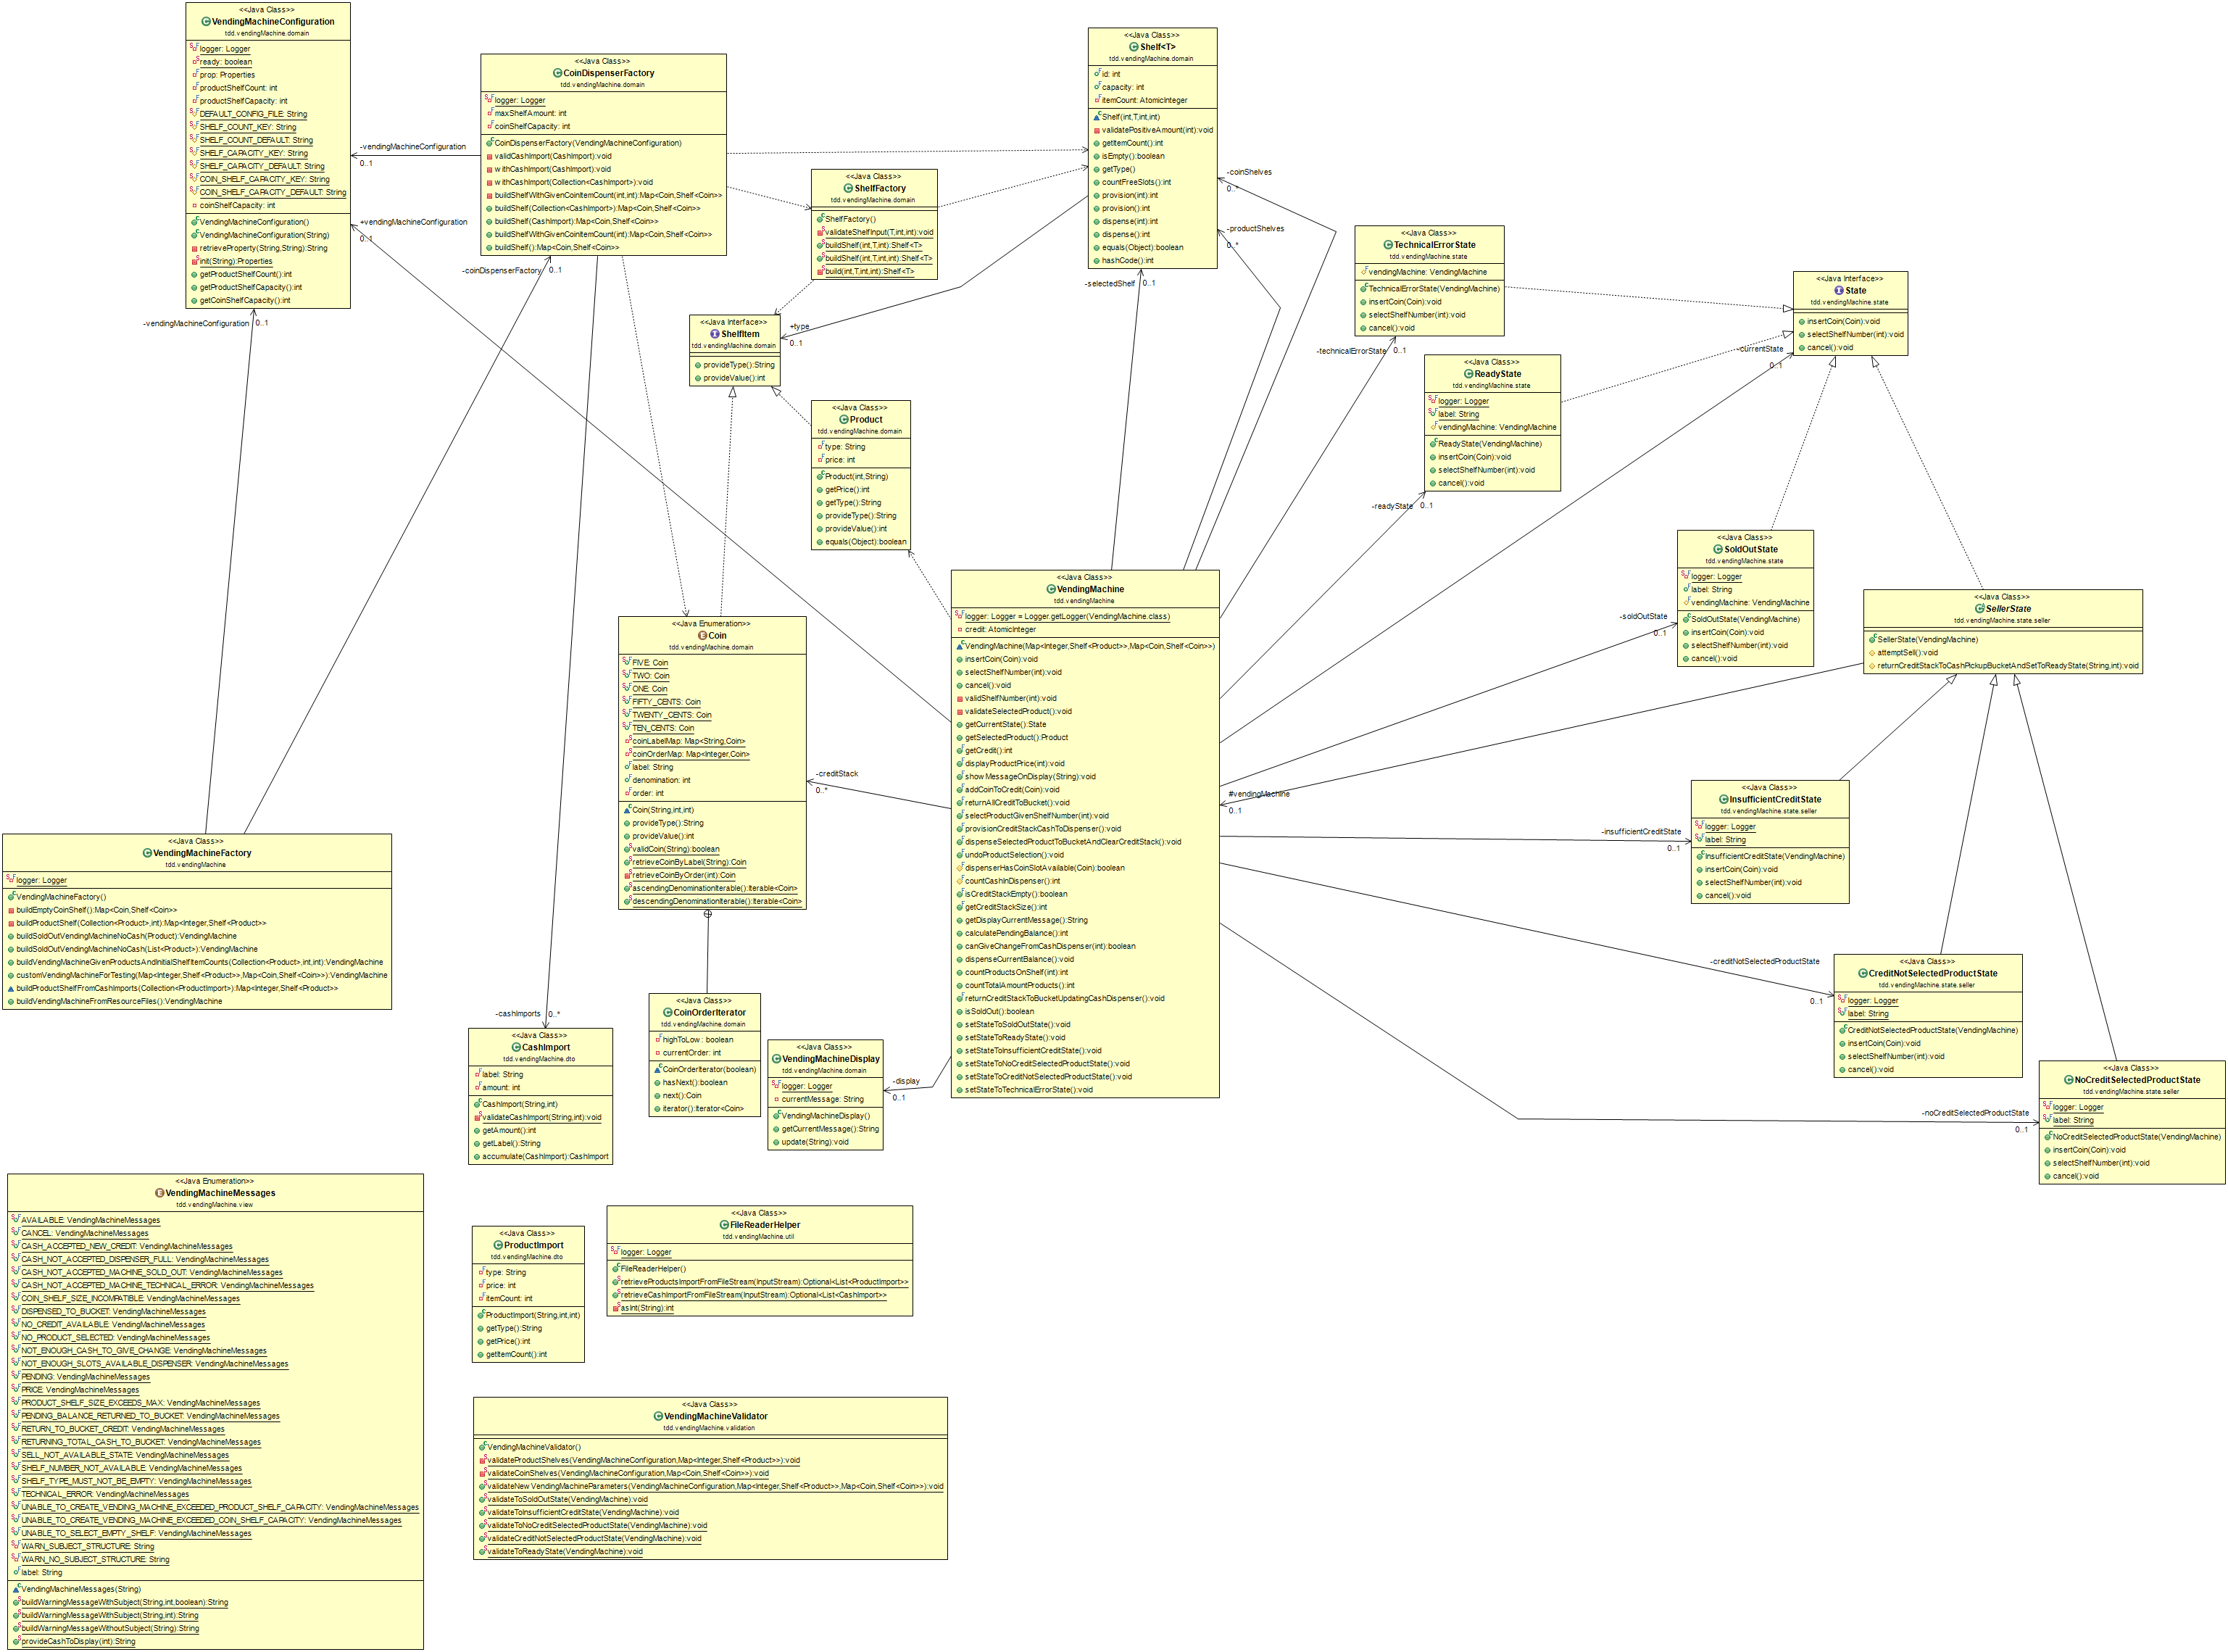 <<Java Class>>
VendingMachineConfiguration
tdd.vendingMachine.domain
logger: Logger
ready: boolean
prop: Properties
productShelfCount: int
productShelfCapacity: int
DEFAULT_CONFIG_FILE: String
SHELF_COUNT_KEY: String
SHELF_COUNT_DEFAULT: String
SHELF_CAPACITY_KEY: String
SHELF_CAPACITY_DEFAULT: String
COIN_SHELF_CAPACITY_KEY: String
COIN_SHELF_CAPACITY_DEFAULT: String
coinShelfCapacity: int
VendingMachineConfiguration()
VendingMachineConfiguration(String)
retrieveProperty(String,String):String
init(String):Properties
getProductShelfCount():int
getProductShelfCapacity():int
getCoinShelfCapacity():int
-vendingMachineConfiguration
0..1
+vendingMachineConfiguration
0..1
-vendingMachineConfiguration
0..1
<<Java Class>>
CoinDispenserFactory
tdd.vendingMachine.domain
logger: Logger
maxShelfAmount: int
coinShelfCapacity: int
CoinDispenserFactory(VendingMachineConfiguration)
validCashImport(CashImport):void
withCashImport(CashImport):void
withCashImport(Collection<CashImport>):void
buildShelfWithGivenCoinItemCount(int,int):Map<Coin,Shelf<Coin>>
buildShelf(Collection<CashImport>):Map<Coin,Shelf<Coin>>
buildShelf(CashImport):Map<Coin,Shelf<Coin>>
buildShelfWithGivenCoinItemCount(int):Map<Coin,Shelf<Coin>>
buildShelf():Map<Coin,Shelf<Coin>>
-coinDispenserFactory
0..1
<<Java Class>>
ShelfFactory
tdd.vendingMachine.domain
ShelfFactory()
validateShelfInput(T,int,int):void
buildShelf(int,T,int):Shelf<T>
buildShelf(int,T,int,int):Shelf<T>
build(int,T,int,int):Shelf<T>
<<Java Class>>
Shelf<T>
tdd.vendingMachine.domain
id: int
capacity: int
itemCount: AtomicInteger
Shelf(int,T,int,int)
validatePositiveAmount(int):void
getItemCount():int
isEmpty():boolean
getType()
countFreeSlots():int
provision(int):int
provision():int
dispense(int):int
dispense():int
equals(Object):boolean
hashCode():int
-coinShelves
0..*
-productShelves
0..*
-selectedShelf
0..1
<<Java Interface>>
ShelfItem
tdd.vendingMachine.domain
provideType():String
provideValue():int
+type
0..1
<<Java Class>>
Product
tdd.vendingMachine.domain
type: String
price: int
Product(int,String)
getPrice():int
getType():String
provideType():String
provideValue():int
equals(Object):boolean
<<Java Class>>
TechnicalErrorState
tdd.vendingMachine.state
vendingMachine: VendingMachine
TechnicalErrorState(VendingMachine)
insertCoin(Coin):void
selectShelfNumber(int):void
cancel():void
-technicalErrorState
0..1
<<Java Interface>>
State
tdd.vendingMachine.state
insertCoin(Coin):void
selectShelfNumber(int):void
cancel():void
-currentState
0..1
<<Java Class>>
ReadyState
tdd.vendingMachine.state
logger: Logger
label: String
vendingMachine: VendingMachine
ReadyState(VendingMachine)
insertCoin(Coin):void
selectShelfNumber(int):void
cancel():void
-readyState
0..1
<<Java Class>>
SoldOutState
tdd.vendingMachine.state
logger: Logger
label: String
vendingMachine: VendingMachine
SoldOutState(VendingMachine)
insertCoin(Coin):void
selectShelfNumber(int):void
cancel():void
-soldOutState
0..1
<<Java Class>>
SellerState
tdd.vendingMachine.state.seller
SellerState(VendingMachine)
attemptSell():void
returnCreditStackToCashPickupBucketAndSetToReadyState(String,int):void
<<Java Class>>
VendingMachine
tdd.vendingMachine
logger: Logger = Logger.getLogger(VendingMachine.class)
credit: AtomicInteger
VendingMachine(Map<Integer,Shelf<Product>>,Map<Coin,Shelf<Coin>>)
insertCoin(Coin):void
selectShelfNumber(int):void
cancel():void
validShelfNumber(int):void
validateSelectedProduct():void
getCurrentState():State
getSelectedProduct():Product
getCredit():int
displayProductPrice(int):void
showMessageOnDisplay(String):void
addCoinToCredit(Coin):void
returnAllCreditToBucket():void
selectProductGivenShelfNumber(int):void
provisionCreditStackCashToDispenser():void
dispenseSelectedProductToBucketAndClearCreditStack():void
undoProductSelection():void
dispenserHasCoinSlotAvailable(Coin):boolean
countCashInDispenser():int
isCreditStackEmpty():boolean
getCreditStackSize():int
getDisplayCurrentMessage():String
calculatePendingBalance():int
canGiveChangeFromCashDispenser(int):boolean
dispenseCurrentBalance():void
countProductsOnShelf(int):int
countTotalAmountProducts():int
returnCreditStackToBucketUpdatingCashDispenser():void
isSoldOut():boolean
setStateToSoldOutState():void
setStateToReadyState():void
setStateToInsufficientCreditState():void
setStateToNoCreditSelectedProductState():void
setStateToCreditNotSelectedProductState():void
setStateToTechnicalErrorState():void
<<Java Enumeration>>
Coin
tdd.vendingMachine.domain
FIVE: Coin
TWO: Coin
ONE: Coin
FIFTY_CENTS: Coin
TWENTY_CENTS: Coin
TEN_CENTS: Coin
coinLabelMap: Map<String,Coin>
coinOrderMap: Map<Integer,Coin>
label: String
denomination: int
order: int
Coin(String,int,int)
provideType():String
provideValue():int
validCoin(String):boolean
retrieveCoinByLabel(String):Coin
retrieveCoinByOrder(int):Coin
ascendingDenominationIterable():Iterable<Coin>
descendingDenominationIterable():Iterable<Coin>
-creditStack
0..*
#vendingMachine
0..1
<<Java Class>>
InsufficientCreditState
tdd.vendingMachine.state.seller
logger: Logger
label: String
InsufficientCreditState(VendingMachine)
insertCoin(Coin):void
selectShelfNumber(int):void
cancel():void
-insufficientCreditState
0..1
<<Java Class>>
VendingMachineFactory
tdd.vendingMachine
logger: Logger
VendingMachineFactory()
buildEmptyCoinShelf():Map<Coin,Shelf<Coin>>
buildProductShelf(Collection<Product>,int):Map<Integer,Shelf<Product>>
buildSoldOutVendingMachineNoCash(Product):VendingMachine
buildSoldOutVendingMachineNoCash(List<Product>):VendingMachine
buildVendingMachineGivenProductsAndInitialShelfItemCounts(Collection<Product>,int,int):VendingMachine
customVendingMachineForTesting(Map<Integer,Shelf<Product>>,Map<Coin,Shelf<Coin>>):VendingMachine
buildProductShelfFromCashImports(Collection<ProductImport>):Map<Integer,Shelf<Product>>
buildVendingMachineFromResourceFiles():VendingMachine
<<Java Class>>
CreditNotSelectedProductState
tdd.vendingMachine.state.seller
logger: Logger
label: String
CreditNotSelectedProductState(VendingMachine)
insertCoin(Coin):void
selectShelfNumber(int):void
cancel():void
-creditNotSelectedProductState
0..1
<<Java Class>>
CoinOrderIterator
tdd.vendingMachine.domain
highToLow: boolean
currentOrder: int
CoinOrderIterator(boolean)
hasNext():boolean
next():Coin
iterator():Iterator<Coin>
-cashImports
0..*
<<Java Class>>
CashImport
tdd.vendingMachine.dto
label: String
amount: int
CashImport(String,int)
validateCashImport(String,int):void
getAmount():int
getLabel():String
accumulate(CashImport):CashImport
<<Java Class>>
VendingMachineDisplay
tdd.vendingMachine.domain
logger: Logger
currentMessage: String
VendingMachineDisplay()
getCurrentMessage():String
update(String):void
-display
0..1
<<Java Class>>
NoCreditSelectedProductState
tdd.vendingMachine.state.seller
logger: Logger
label: String
NoCreditSelectedProductState(VendingMachine)
insertCoin(Coin):void
selectShelfNumber(int):void
cancel():void
-noCreditSelectedProductState
0..1
<<Java Enumeration>>
VendingMachineMessages
tdd.vendingMachine.view
AVAILABLE: VendingMachineMessages
CANCEL: VendingMachineMessages
CASH_ACCEPTED_NEW_CREDIT: VendingMachineMessages
CASH_NOT_ACCEPTED_DISPENSER_FULL: VendingMachineMessages
CASH_NOT_ACCEPTED_MACHINE_SOLD_OUT: VendingMachineMessages
CASH_NOT_ACCEPTED_MACHINE_TECHNICAL_ERROR: VendingMachineMessages
COIN_SHELF_SIZE_INCOMPATIBLE: VendingMachineMessages
DISPENSED_TO_BUCKET: VendingMachineMessages
NO_CREDIT_AVAILABLE: VendingMachineMessages
NO_PRODUCT_SELECTED: VendingMachineMessages
NOT_ENOUGH_CASH_TO_GIVE_CHANGE: VendingMachineMessages
NOT_ENOUGH_SLOTS_AVAILABLE_DISPENSER: VendingMachineMessages
PENDING: VendingMachineMessages
PRICE: VendingMachineMessages
PRODUCT_SHELF_SIZE_EXCEEDS_MAX: VendingMachineMessages
PENDING_BALANCE_RETURNED_TO_BUCKET: VendingMachineMessages
RETURN_TO_BUCKET_CREDIT: VendingMachineMessages
RETURNING_TOTAL_CASH_TO_BUCKET: VendingMachineMessages
SELL_NOT_AVAILABLE_STATE: VendingMachineMessages
SHELF_NUMBER_NOT_AVAILABLE: VendingMachineMessages
SHELF_TYPE_MUST_NOT_BE_EMPTY: VendingMachineMessages
TECHNICAL_ERROR: VendingMachineMessages
UNABLE_TO_CREATE_VENDING_MACHINE_EXCEEDED_PRODUCT_SHELF_CAPACITY: VendingMachineMessages
UNABLE_TO_CREATE_VENDING_MACHINE_EXCEEDED_COIN_SHELF_CAPACITY: VendingMachineMessages
UNABLE_TO_SELECT_EMPTY_SHELF: VendingMachineMessages
WARN_SUBJECT_STRUCTURE: String
WARN_NO_SUBJECT_STRUCTURE: String
label: String
VendingMachineMessages(String)
buildWarningMessageWithSubject(String,int,boolean):String
buildWarningMessageWithSubject(String,int):String
buildWarningMessageWithoutSubject(String):String
provideCashToDisplay(int):String
<<Java Class>>
ProductImport
tdd.vendingMachine.dto
type: String
price: int
itemCount: int
ProductImport(String,int,int)
getType():String
getPrice():int
getItemCount():int
<<Java Class>>
FileReaderHelper
tdd.vendingMachine.util
logger: Logger
FileReaderHelper()
retrieveProductsImportFromFileStream(InputStream):Optional<List<ProductImport>>
retrieveCashImportFromFileStream(InputStream):Optional<List<CashImport>>
asInt(String):int
<<Java Class>>
VendingMachineValidator
tdd.vendingMachine.validation
VendingMachineValidator()
validateProductShelves(VendingMachineConfiguration,Map<Integer,Shelf<Product>>):void
validateCoinShelves(VendingMachineConfiguration,Map<Coin,Shelf<Coin>>):void
validateNewVendingMachineParameters(VendingMachineConfiguration,Map<Integer,Shelf<Product>>,Map<Coin,Shelf<Coin>>):void
validateToSoldOutState(VendingMachine):void
validateToInsufficientCreditState(VendingMachine):void
validateToNoCreditSelectedProductState(VendingMachine):void
validateCreditNotSelectedProductState(VendingMachine):void
validateToReadyState(VendingMachine):void